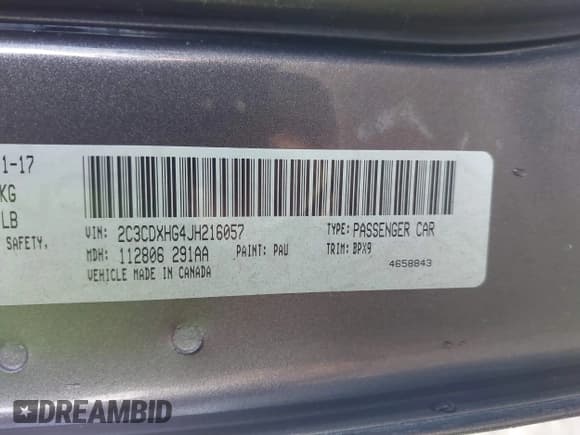 1-17
KG
LB
SAFETY,
VIN: 2C3CDXHG4JH216057 TYPE: PASSENGER CAR
MDH: 112806 291AA PAINT: PAU TRIM: BPX9
VEHICLE MADE IN CANADA 4658843
DREAMBID